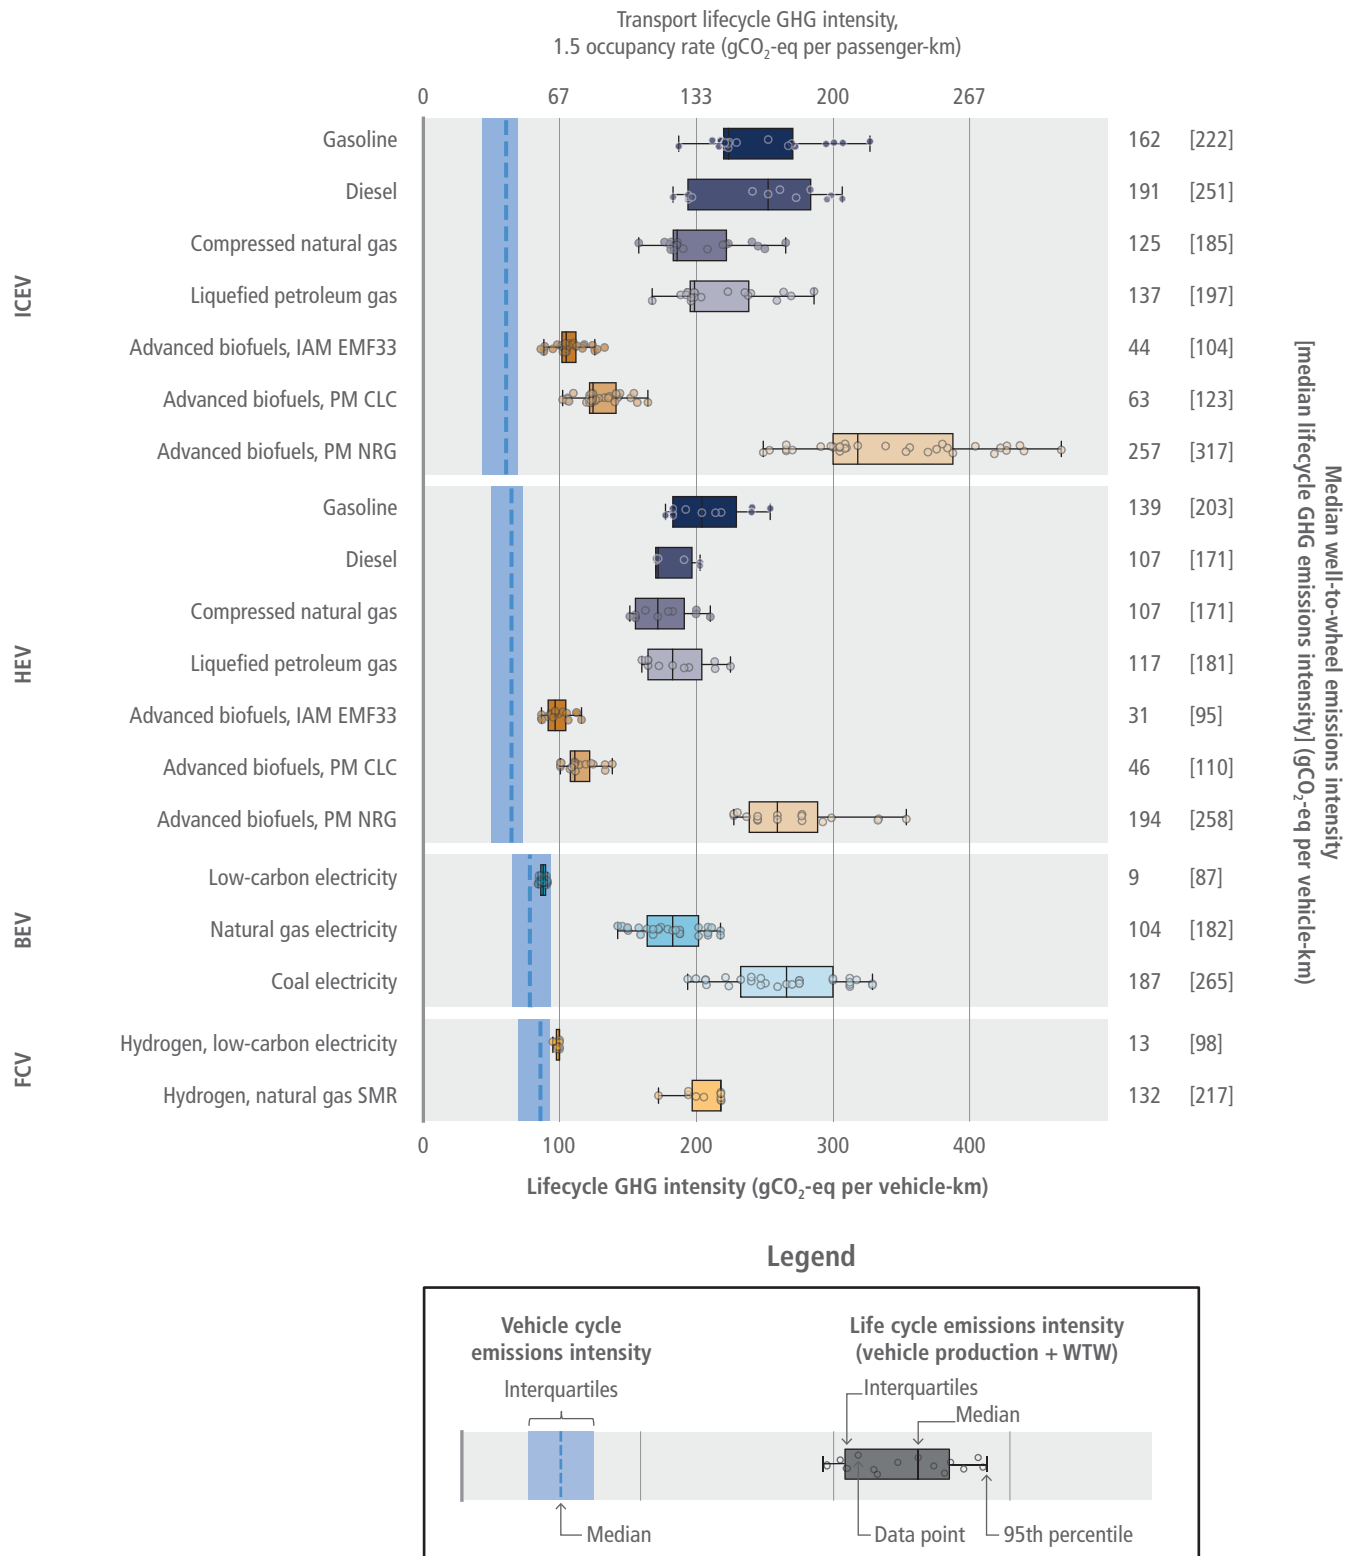 Transport lifecycle GHG intensity,
1.5 occupancy rate (gCO₂-eq per passenger-km)
0 67 133 200 267
ICEV
Gasoline 162 [222]
Diesel 191 [251]
Compressed natural gas 125 [185]
Liquefied petroleum gas 137 [197]
Advanced biofuels, IAM EMF33 44 [104]
Advanced biofuels, PM CLC 63 [123]
Advanced biofuels, PM NRG 257 [317]
HEV
Gasoline 139 [203]
Diesel 107 [171]
Compressed natural gas 107 [171]
Liquefied petroleum gas 117 [181]
Advanced biofuels, IAM EMF33 31 [95]
Advanced biofuels, PM CLC 46 [110]
Advanced biofuels, PM NRG 194 [258]
BEV
Low-carbon electricity 9 [87]
Natural gas electricity 104 [182]
Coal electricity 187 [265]
FCV
Hydrogen, low-carbon electricity 13 [98]
Hydrogen, natural gas SMR 132 [217]
Median well-to-wheel emissions intensity
[median lifecycle GHG emissions intensity] (gCO₂-eq per vehicle-km)
0 100 200 300 400
Lifecycle GHG intensity (gCO₂-eq per vehicle-km)
Legend
Vehicle cycle
emissions intensity
Interquartiles
Median
Life cycle emissions intensity
(vehicle production + WTW)
Interquartiles
Median
Data point
95th percentile